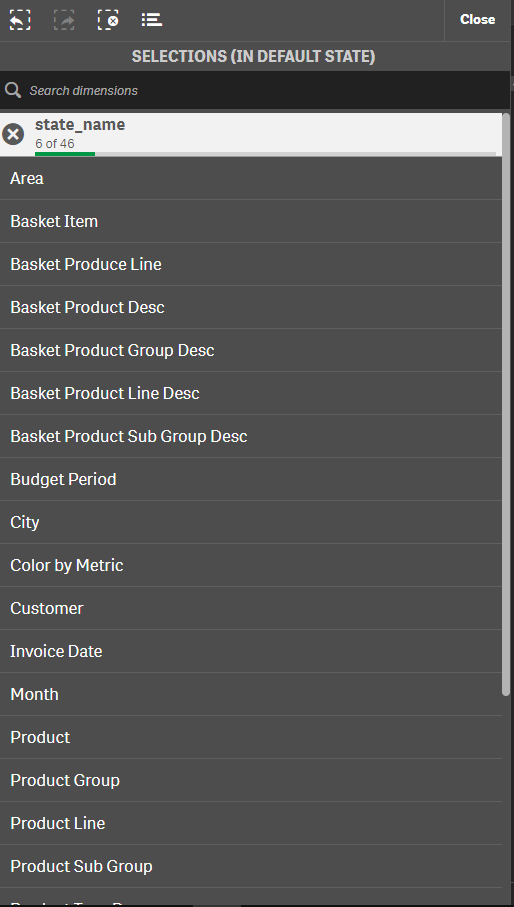 Close
SELECTIONS (IN DEFAULT STATE)
Search dimensions
state_name
6 of 46
Area
Basket Item
Basket Produce Line
Basket Product Desc
Basket Product Group Desc
Basket Product Line Desc
Basket Product Sub Group Desc
Budget Period
City
Color by Metric
Customer
Invoice Date
Month
Product
Product Group
Product Line
Product Sub Group